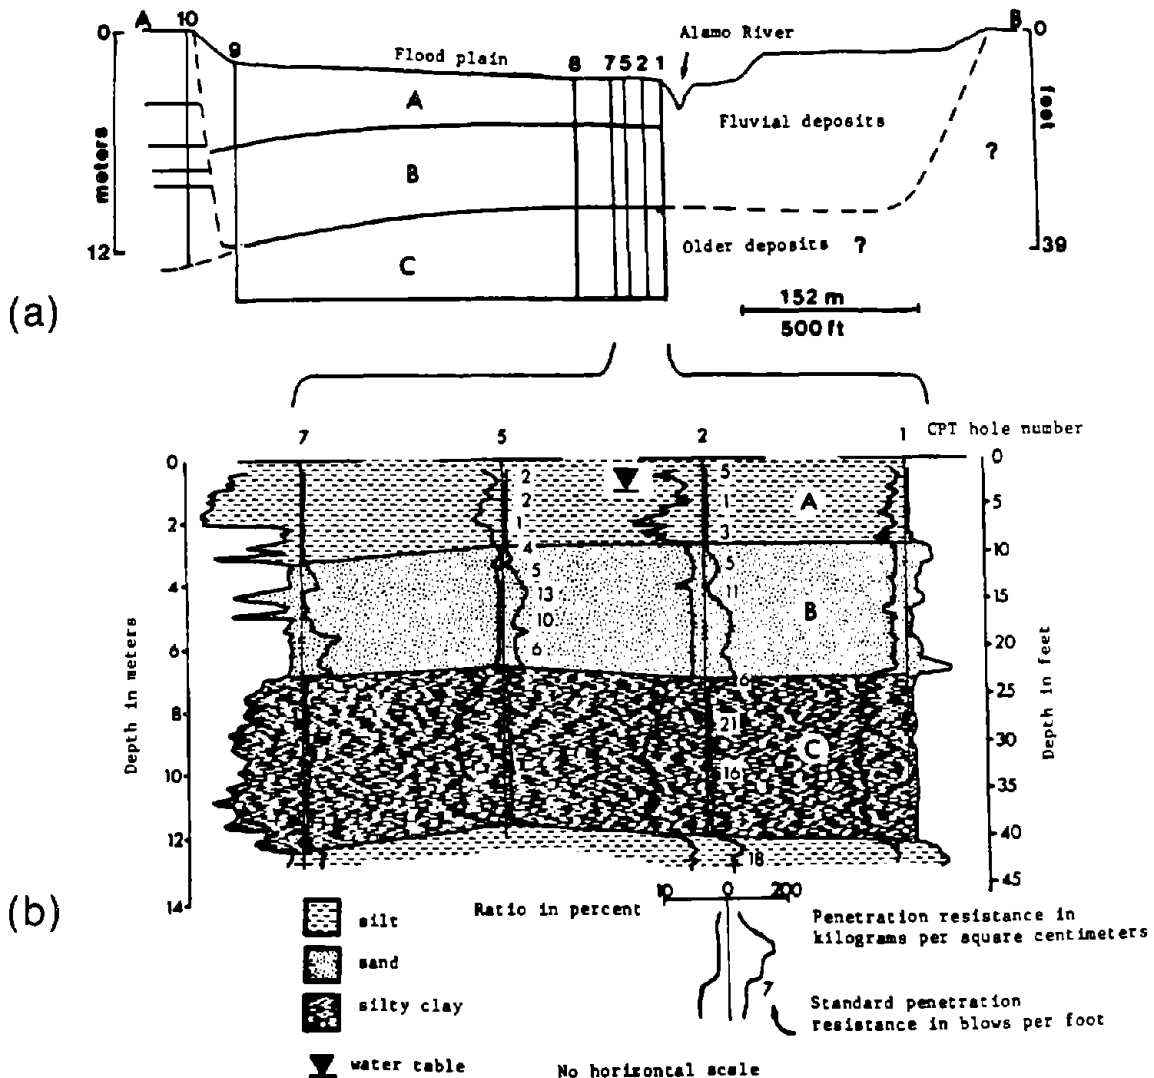 A 10 B
0 0
9 Flood plain 8 7 5 2 1 Alamo River
A
Fluvial deposits
meters feet
B ?
12 Older deposits ? 39
C
(a)
152 m
500 ft
7 5 2 1 CPT hole number
0 0
2 5
2 1 A 5
2 1 3
4 10
5 5
4 13 11 15
10 B
6 6 20
6 25
8 21 30
C
10 16 35
12 40
18
45
14
Depth in meters
Depth in feet
(b)
10 0 200
silt
Ratio in percent
Penetration resistance in
kilograms per square centimeters
sand
7
silty clay
Standard penetration
resistance in blows per foot
water table
No horizontal scale